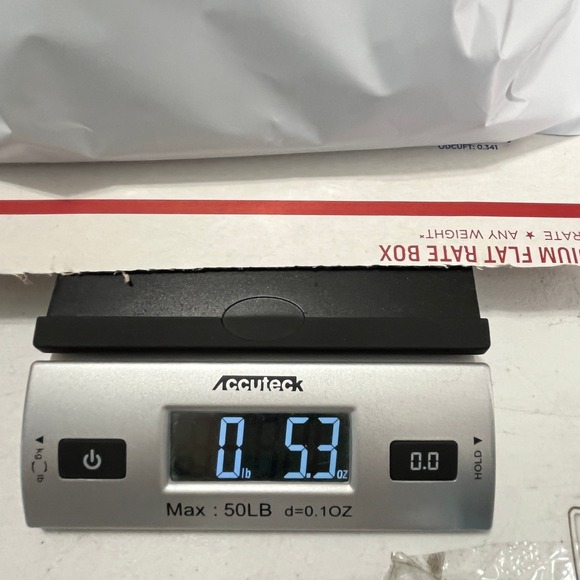 ODCUFT: 0.341
RATE ★ ANY WEIGHT*
IUM FLAT RATE BOX
Accuteck
kg lb
0 lb 5.3 oz
0.0
HOLD
Max : 50LB d=0.1OZ